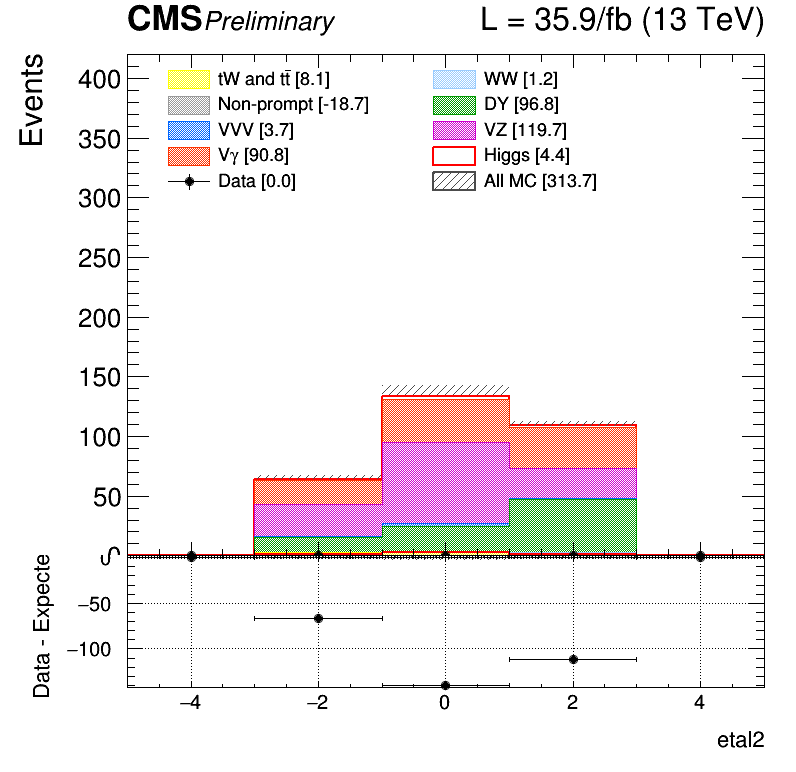 CMS Preliminary L = 35.9/fb (13 TeV)
Events
400
350
300
250
200
150
100
50
0
tW and tt̄ [8.1]
WW [1.2]
Non-prompt [-18.7]
DY [96.8]
VVV [3.7]
VZ [119.7]
Vγ [90.8]
Higgs [4.4]
Data [0.0]
All MC [313.7]
Data - Expecte
0
−50
−100
−4 −2 0 2 4
etal2